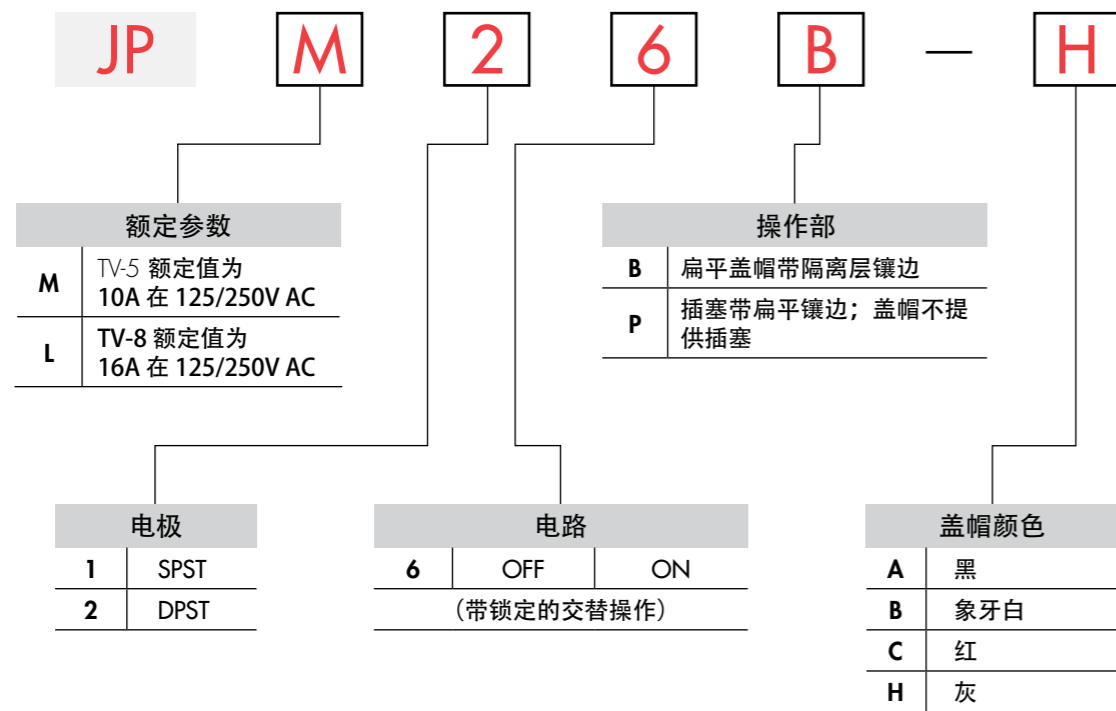 JP M 2 6 B — H
额定参数
M TV-5 额定值为
10A 在 125/250V AC
L TV-8 额定值为
16A 在 125/250V AC
操作部
B 扁平盖帽带隔离层镶边
P 插塞带扁平镶边；盖帽不提
供插塞
电极
1 SPST
2 DPST
电路
6 OFF ON
（带锁定的交替操作）
盖帽颜色
A 黑
B 象牙白
C 红
H 灰